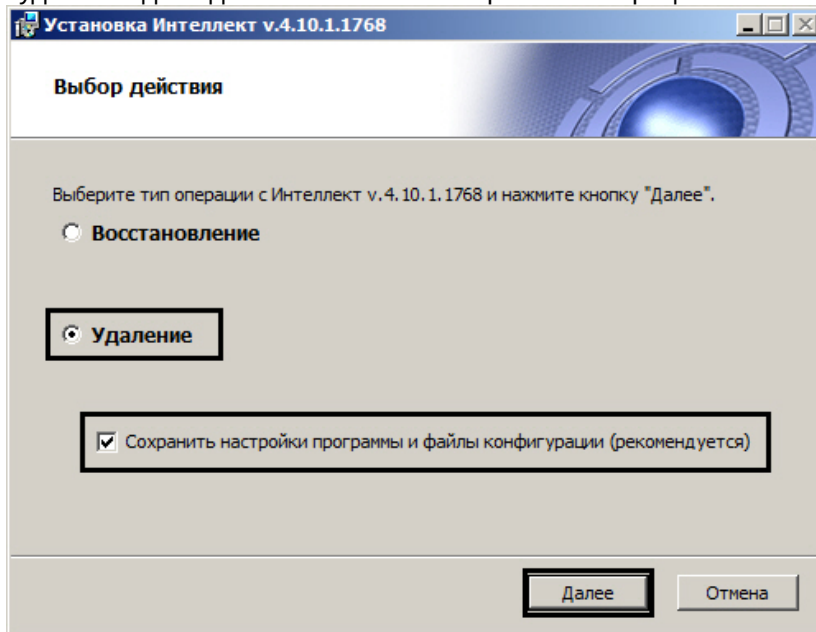 Установка Интеллект v.4.10.1.1768
Выбор действия
Выберите тип операции с Интеллект v.4.10.1.1768 и нажмите кнопку "Далее".
Восстановление
Удаление
Сохранить настройки программы и файлы конфигурации (рекомендуется)
Далее
Отмена